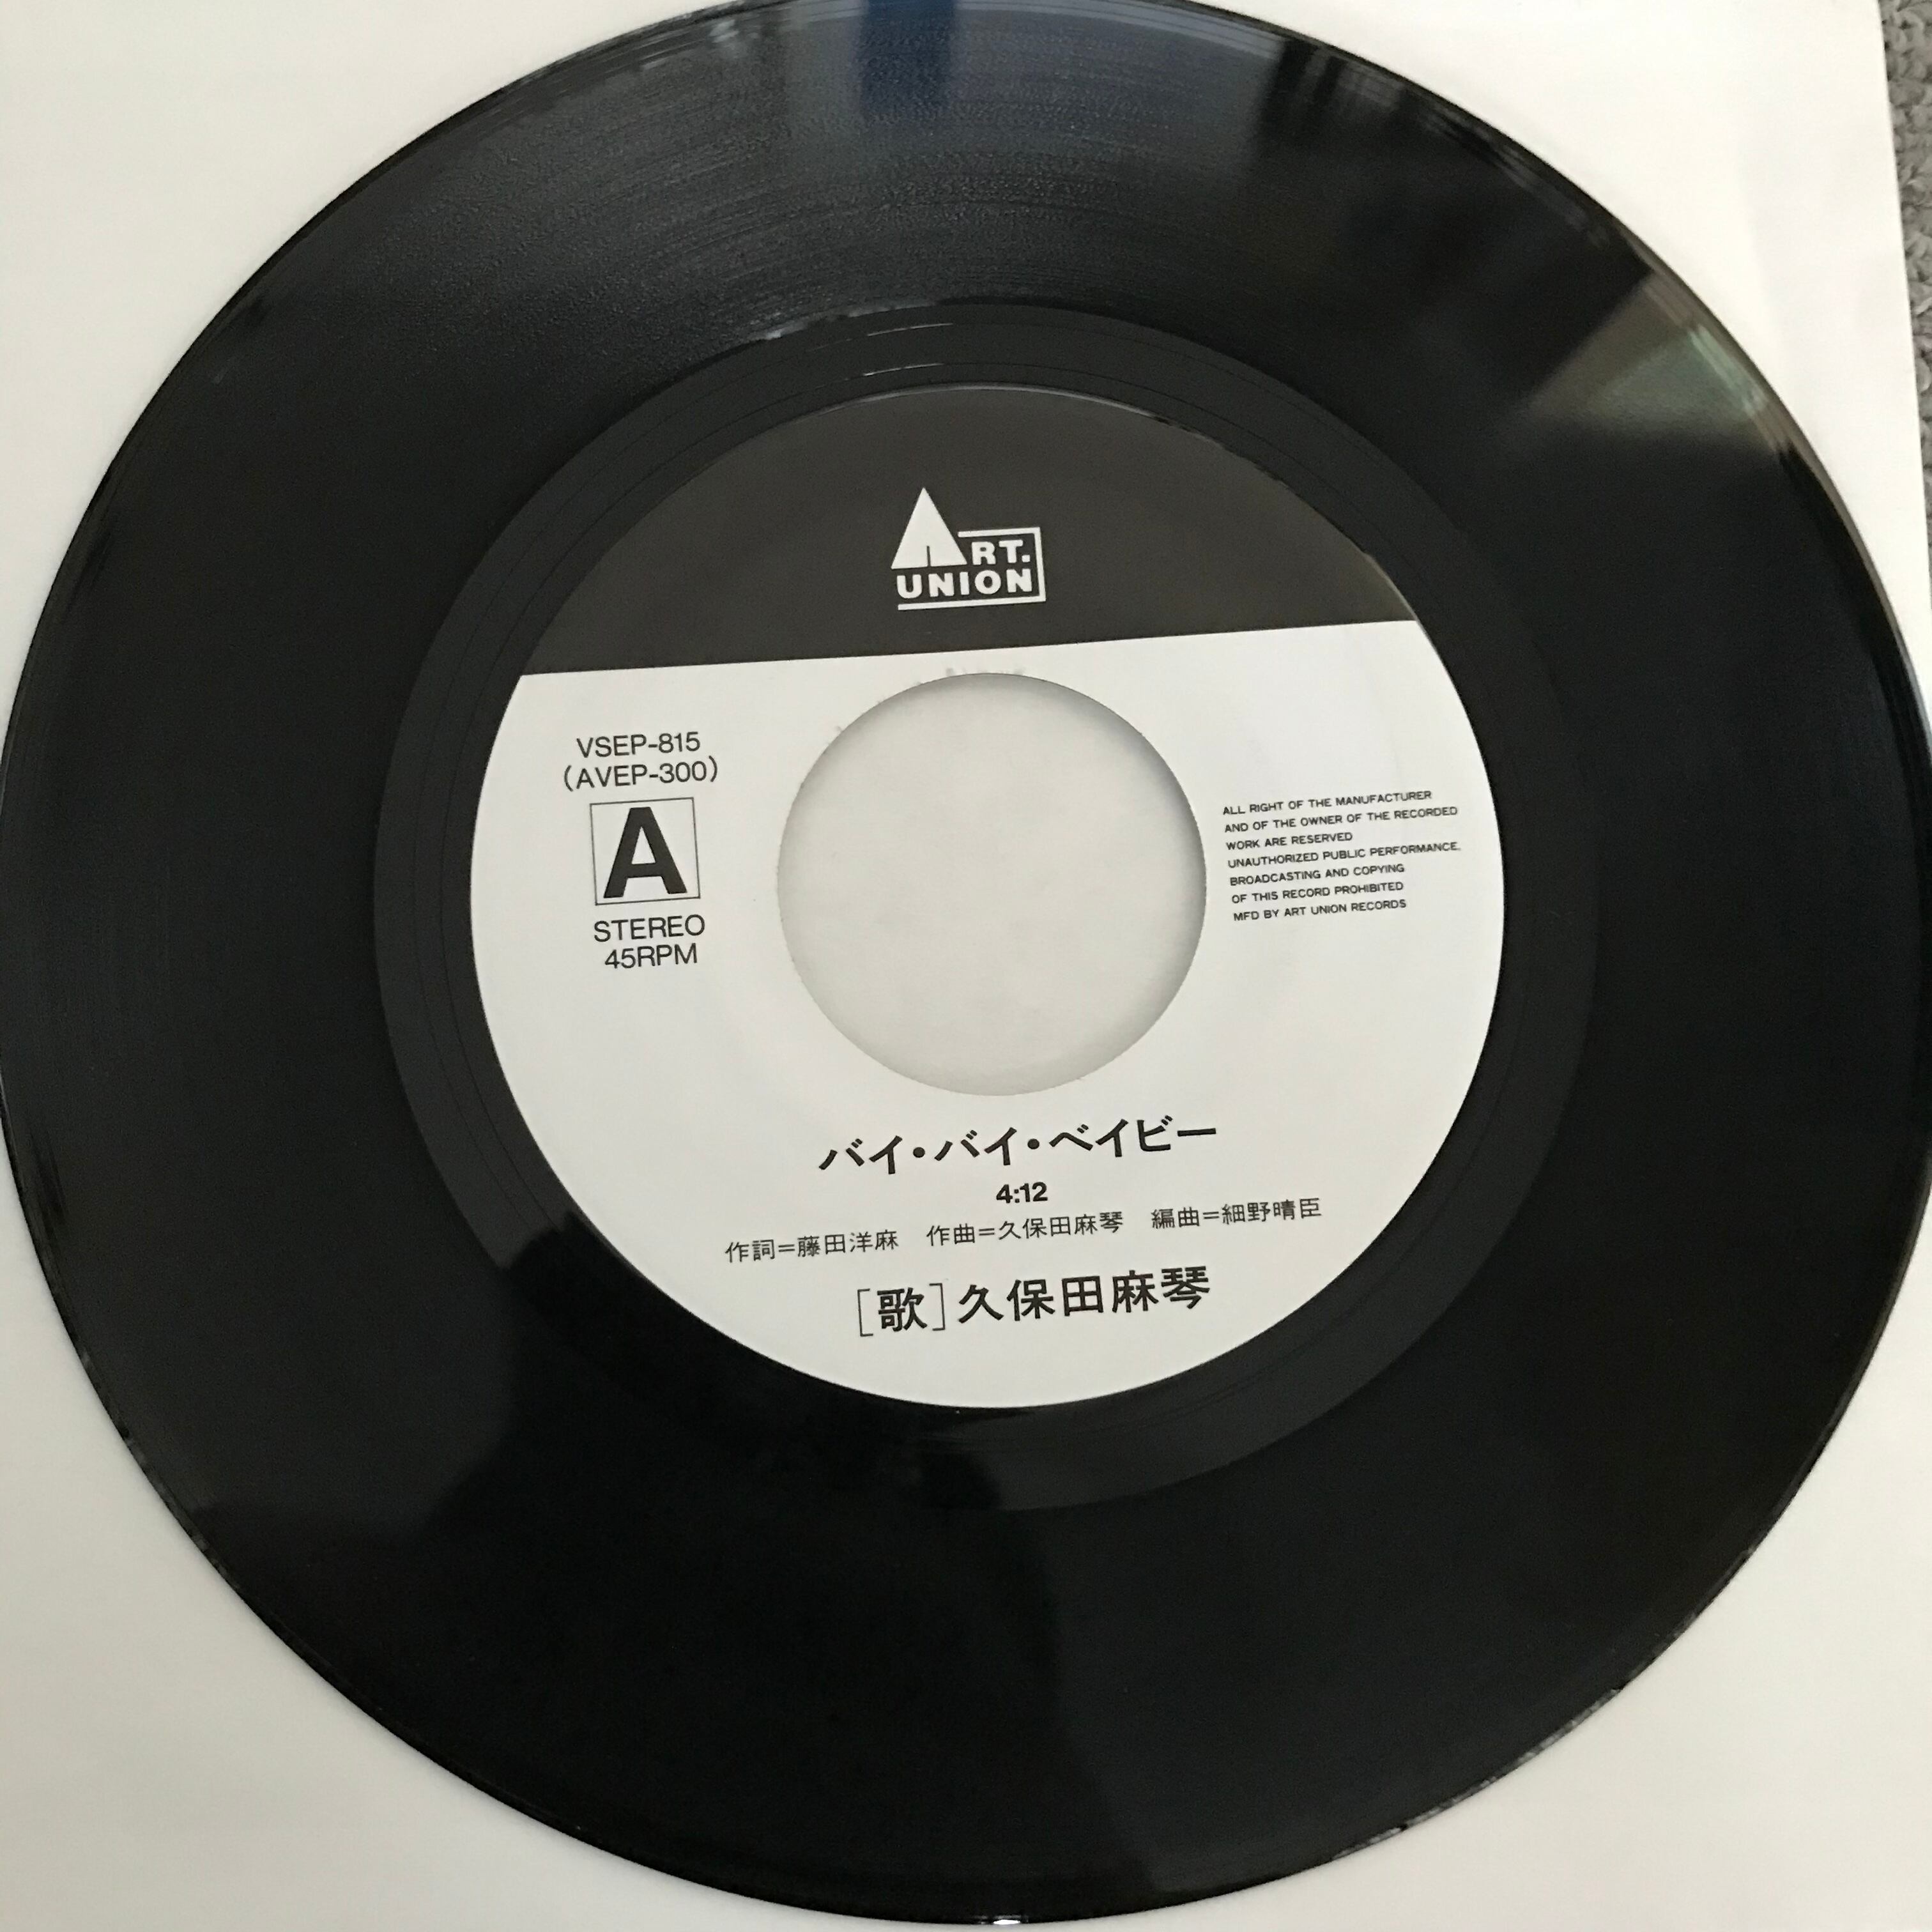 ART.
UNION
VSEP-815
(AVEP-300)
A
STEREO
45RPM
ALL RIGHT OF THE MANUFACTURER
AND OF THE OWNER OF THE RECORDED
WORK ARE RESERVED
UNAUTHORIZED PUBLIC PERFORMANCE,
BROADCASTING AND COPYING
OF THIS RECORD PROHIBITED
MFD BY ART UNION RECORDS
バイ・バイ・ベイビー
4:12
作詞=藤田洋麻 作曲=久保田麻琴 編曲=細野晴臣
[歌]久保田麻琴